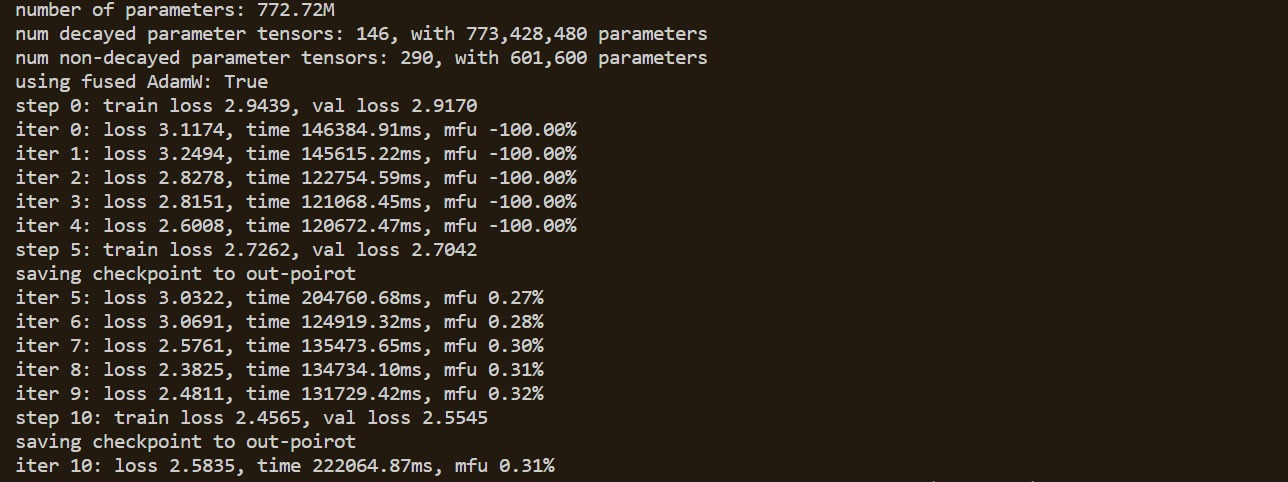 number of parameters: 772.72M
num decayed parameter tensors: 146, with 773,428,480 parameters
num non-decayed parameter tensors: 290, with 601,600 parameters
using fused AdamW: True
step 0: train loss 2.9439, val loss 2.9170
iter 0: loss 3.1174, time 146384.91ms, mfu -100.00%
iter 1: loss 3.2494, time 145615.22ms, mfu -100.00%
iter 2: loss 2.8278, time 122754.59ms, mfu -100.00%
iter 3: loss 2.8151, time 121068.45ms, mfu -100.00%
iter 4: loss 2.6008, time 120672.47ms, mfu -100.00%
step 5: train loss 2.7262, val loss 2.7042
saving checkpoint to out-poirot
iter 5: loss 3.0322, time 204760.68ms, mfu 0.27%
iter 6: loss 3.0691, time 124919.32ms, mfu 0.28%
iter 7: loss 2.5761, time 135473.65ms, mfu 0.30%
iter 8: loss 2.3825, time 134734.10ms, mfu 0.31%
iter 9: loss 2.4811, time 131729.42ms, mfu 0.32%
step 10: train loss 2.4565, val loss 2.5545
saving checkpoint to out-poirot
iter 10: loss 2.5835, time 222064.87ms, mfu 0.31%